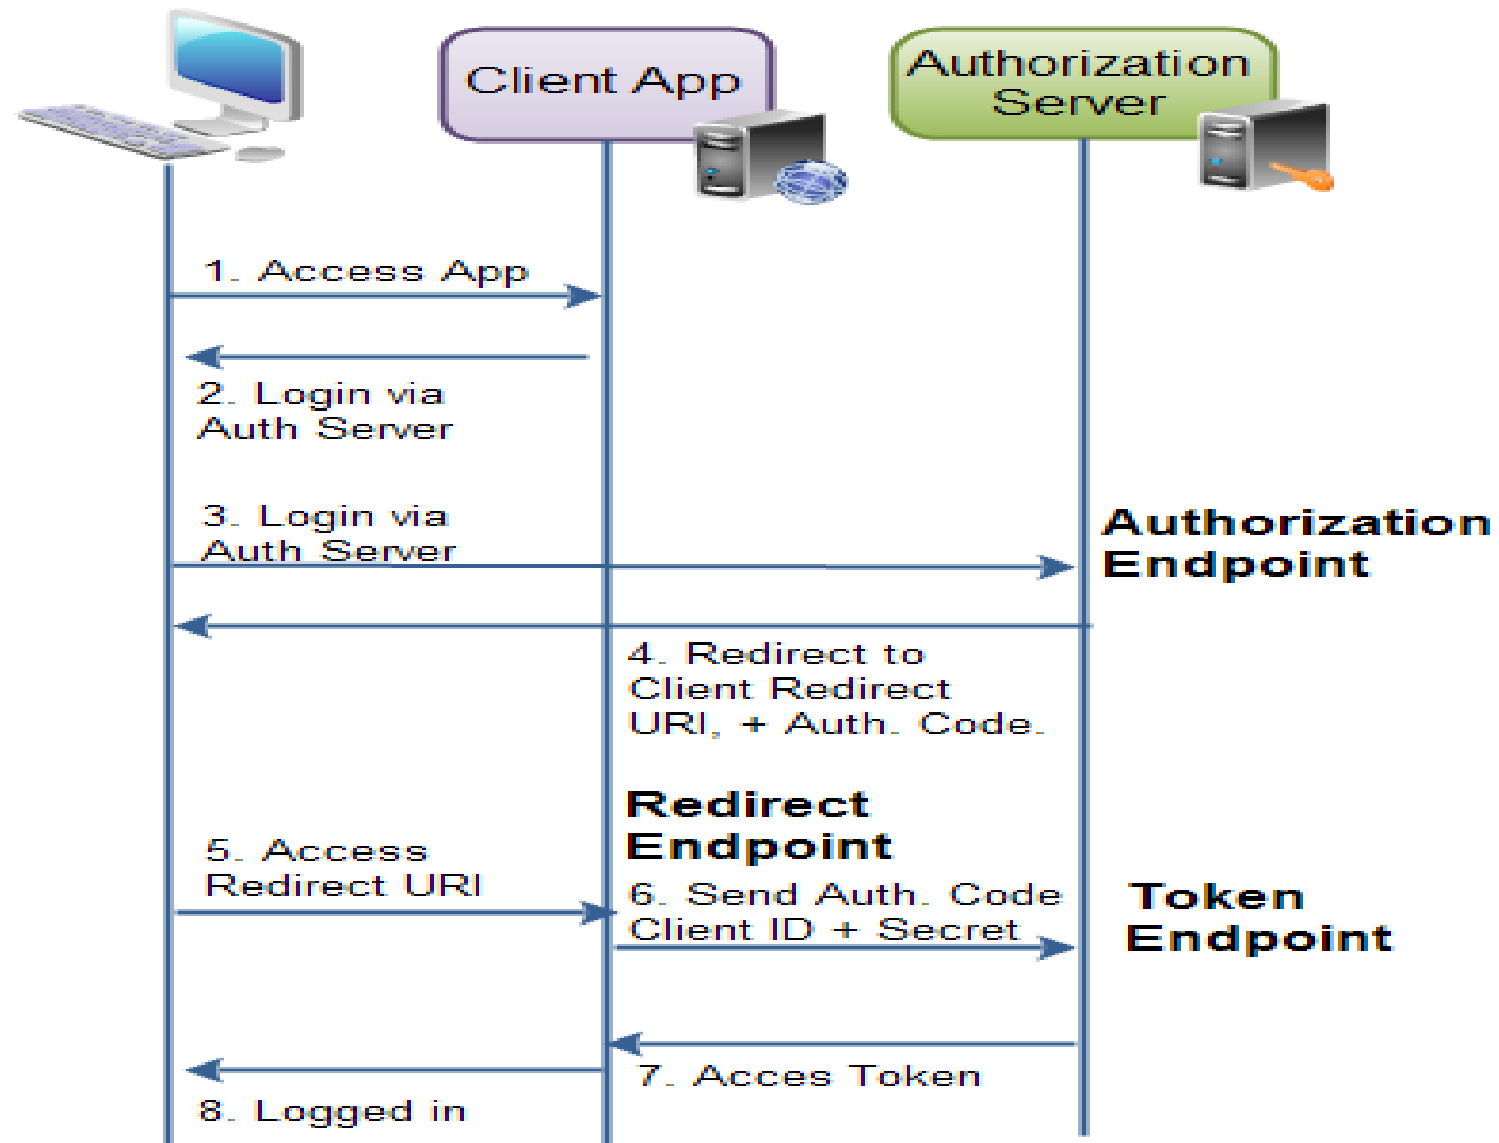 Client App
Authorization
Server
1. Access App
2. Login via
Auth Server
3. Login via
Auth Server
Authorization
Endpoint
4. Redirect to
Client Redirect
URI, + Auth. Code.
Redirect
Endpoint
5. Access
Redirect URI
6. Send Auth. Code
Client ID + Secret
Token
Endpoint
7. Acces Token
8. Logged in